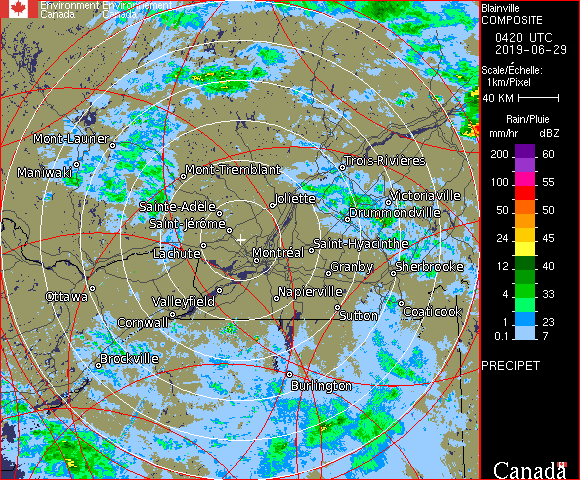 Environment Environnement
Canada Canada
Mont-Laurier
Maniwaki
Mont-Tremblant
Trois-Rivières
Sainte-Adele
Joliette
Victoriaville
Saint-Jérome
Drummondville
Lachute
Montréal
Saint-Hyacinthe
Granby
Sherbrooke
Ottawa
Valleyfield
Napierville
Cornwall
Sutton
Coaticook
Brockville
Burlington
Blainville
COMPOSITE
0420 UTC
2019-06-29
Scale/Échelle:
1km/Pixel
40 KM
Rain/Pluie
mm/hr dBZ
200 60
100 55
50 50
24 45
12 40
4 33
1 23
0.1 7
PRECIPET
Canada